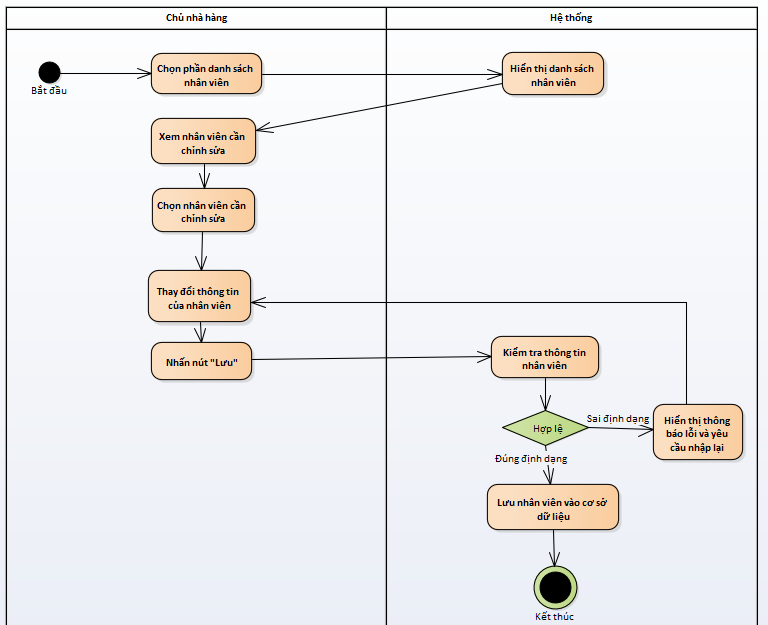 Chủ nhà hàng
Hệ thống
Bắt đầu
Chọn phần danh sách
nhân viên
Hiển thị danh sách
nhân viên
Xem nhân viên cần
chỉnh sửa
Chọn nhân viên cần
chỉnh sửa
Thay đổi thông tin
của nhân viên
Nhấn nút "Lưu"
Kiểm tra thông tin
nhân viên
Hợp lệ
Sai định dạng
Hiển thị thông
báo lỗi và yêu
cầu nhập lại
Đúng định dạng
Lưu nhân viên vào cơ sở
dữ liệu
Kết thúc